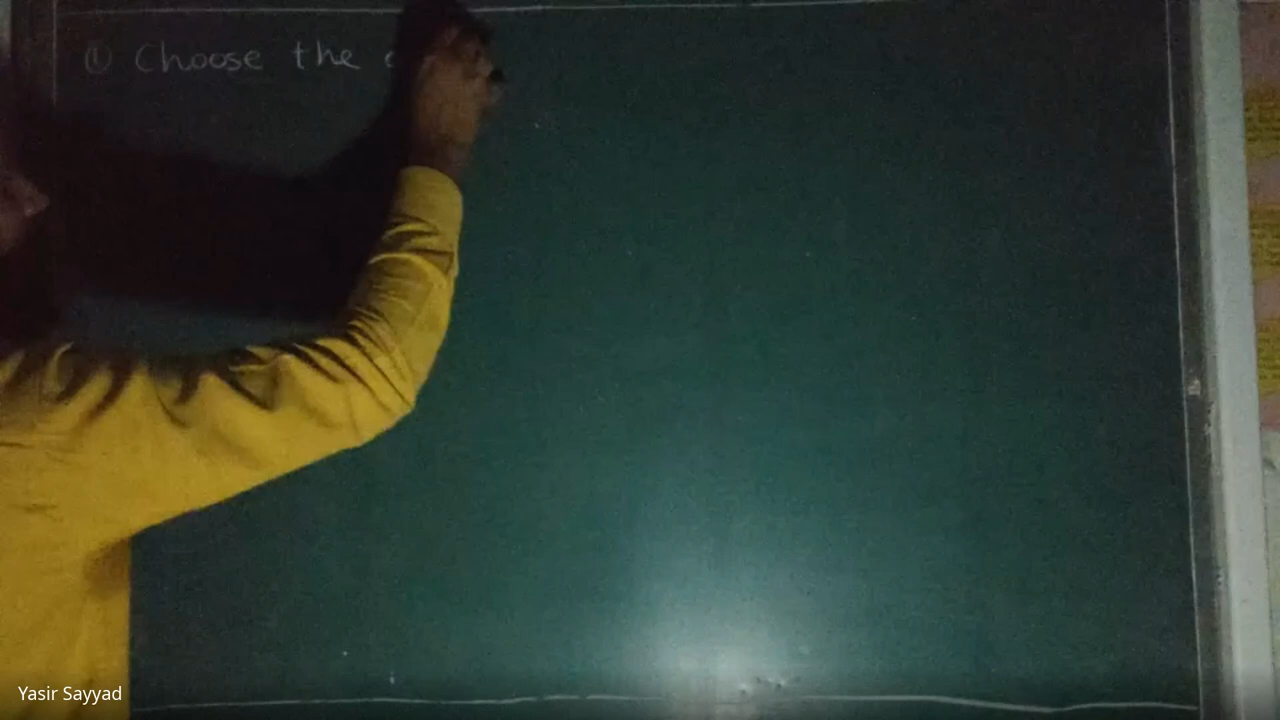 ① Choose the c
Yasir Sayyad